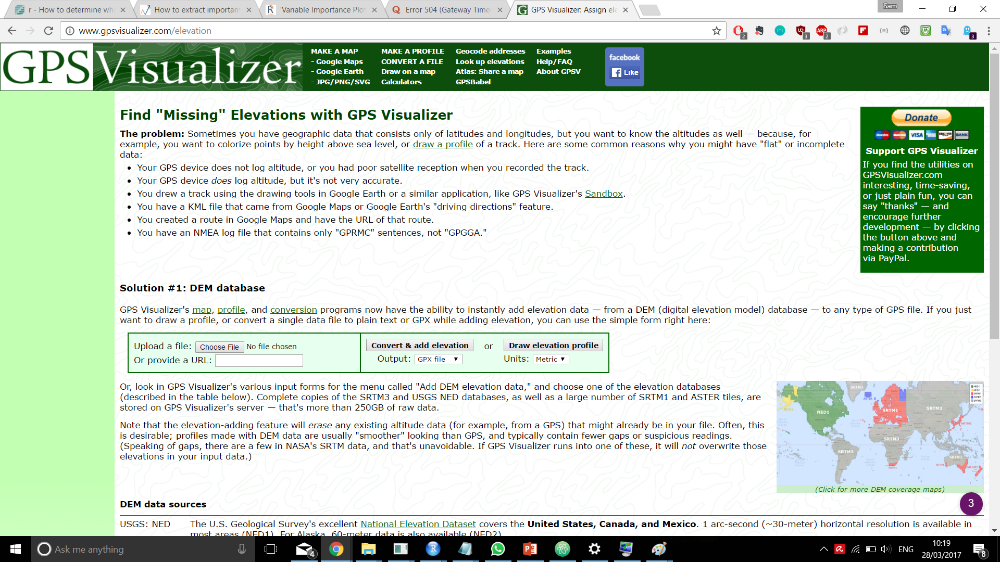 r - How to determine wh
How to extract important
'Variable Importance Plot
Error 504 (Gateway Time
GPS Visualizer: Assign ele
Sam
www.gpsvisualizer.com/elevation
GPSVisualizer
MAKE A MAP
- Google Maps
- Google Earth
- JPG/PNG/SVG
MAKE A PROFILE
CONVERT A FILE
Draw on a map
Calculators
Geocode addresses
Look up elevations
Atlas: Share a map
GPSBabel
Examples
Help/FAQ
About GPSV
facebook
Like
Find "Missing" Elevations with GPS Visualizer
The problem: Sometimes you have geographic data that consists only of latitudes and longitudes, but you want to know the altitudes as well — because, for
example, you want to colorize points by height above sea level, or draw a profile of a track. Here are some common reasons why you might have "flat" or incomplete
data:
• Your GPS device does not log altitude, or you had poor satellite reception when you recorded the track.
• Your GPS device does log altitude, but it's not very accurate.
• You drew a track using the drawing tools in Google Earth or a similar application, like GPS Visualizer's Sandbox.
• You have a KML file that came from Google Maps or Google Earth's "driving directions" feature.
• You created a route in Google Maps and have the URL of that route.
• You have an NMEA log file that contains only "GPRMC" sentences, not "GPGGA."
Donate
VISA
BANK
Support GPS Visualizer
If you find the utilities on
GPSVisualizer.com
interesting, time-saving,
or just plain fun, you can
say "thanks" — and
encourage further
development — by clicking
the button above and
making a contribution
via PayPal.
Solution #1: DEM database
GPS Visualizer's map, profile, and conversion programs now have the ability to instantly add elevation data — from a DEM (digital elevation model) database — to any type of GPS file. If you just
want to draw a profile, or convert a single data file to plain text or GPX while adding elevation, you can use the simple form right here:
Upload a file: Choose File No file chosen
Or provide a URL:
Convert & add elevation or Draw elevation profile
Output: GPX file Units: Metric
Or, look in GPS Visualizer's various input forms for the menu called "Add DEM elevation data," and choose one of the elevation databases
(described in the table below). Complete copies of the SRTM3 and USGS NED databases, as well as a large number of SRTM1 and ASTER tiles, are
stored on GPS Visualizer's server — that's more than 250GB of raw data.
Note that the elevation-adding feature will erase any existing altitude data (for example, from a GPS) that might already be in your file. Often, this
is desirable; profiles made with DEM data are usually "smoother" looking than GPS, and typically contain fewer gaps or suspicious readings.
(Speaking of gaps, there are a few in NASA's SRTM data, and that's unavoidable. If GPS Visualizer runs into one of these, it will not overwrite those
elevations in your input data.)
SRTM3
ASTER
NED2
NED1
SRTM1
SRTM3
SRTM3
SRTM3
SRTM3
(Click for more DEM coverage maps)
3
DEM data sources
USGS: NED
The U.S. Geological Survey's excellent National Elevation Dataset covers the United States, Canada, and Mexico. 1 arc-second (~30-meter) horizontal resolution is available in
most areas (NED1). For Alaska, 60-meter data is also available (NED2).
Ask me anything
4
ENG
10:19
28/03/2017
8